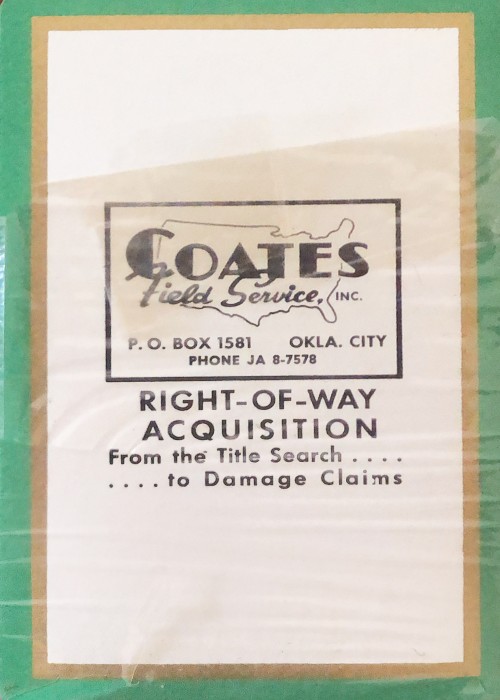 COATES
Field Service, INC.
P. O. BOX 1581 OKLA. CITY
PHONE JA 8-7578
RIGHT-OF-WAY
ACQUISITION
From the Title Search . . . .
. . . . to Damage Claims